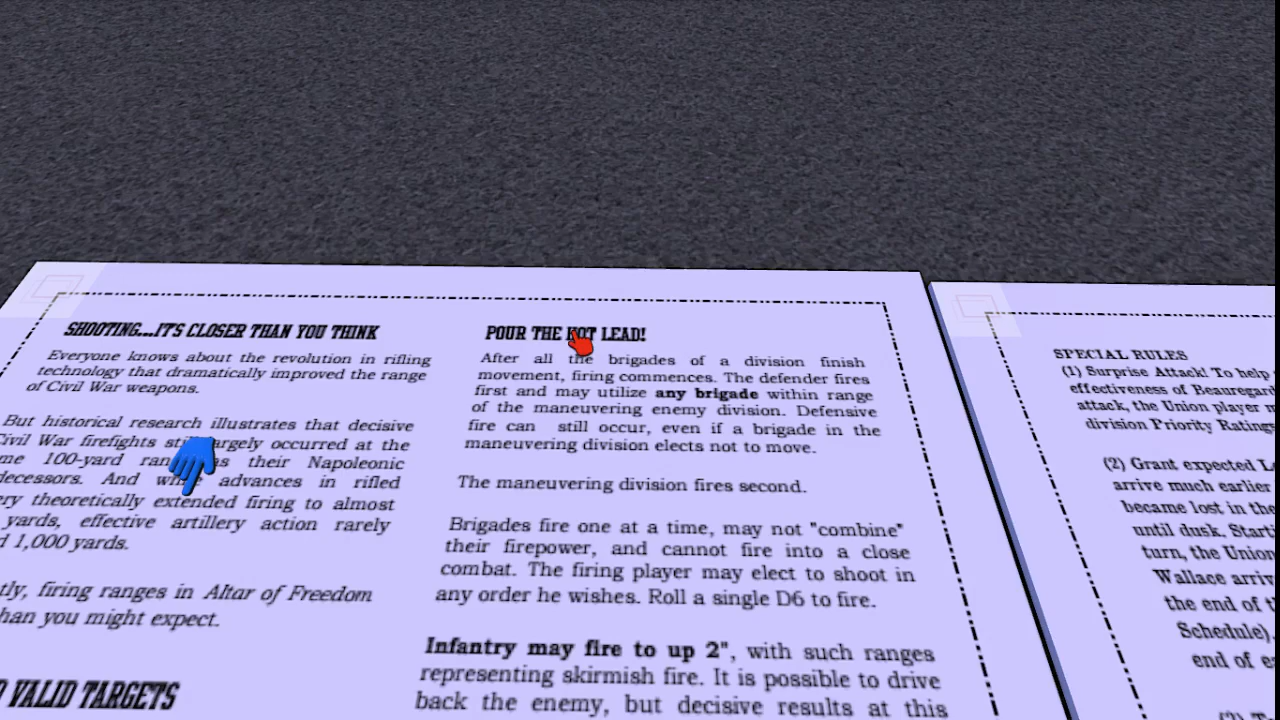 SHOOTING...IT'S CLOSER THAN YOU THINK
Everyone knows about the revolution in rifling
technology that dramatically improved the range
of Civil War weapons.
But historical research illustrates that decisive
Civil War firefights still largely occurred at the
100-yard their Napoleonic
And while advances in rifled
theoretically extended firing to almost
yards, effective artillery action rarely
1,000 yards.
firing ranges in Altar of Freedom
you might expect.
VALID TARGETS
POUR THE HOT LEAD!
After all the brigades of a division finish
movement, firing commences. The defender fires
first and may utilize any brigade within range
of the maneuvering enemy division. Defensive
fire can still occur, even if a brigade in the
maneuvering division elects not to move.
The maneuvering division fires second.
Brigades fire one at a time, may not "combine"
their firepower, and cannot fire into a close
combat. The firing player may elect to shoot in
any order he wishes. Roll a single D6 to fire.
Infantry may fire to up 2", with such ranges
representing skirmish fire. It is possible to drive
back the enemy, but decisive results at this
SPECIAL RULES
(1) Surprise Attack! To help
effectiveness of Beauregard
attack, the Union player
division Priority Ratings
(2) Grant expected
arrive much earlier
became lost in the
until dusk.
turn, the Union
Wallace
the end of
Schedule).
end of